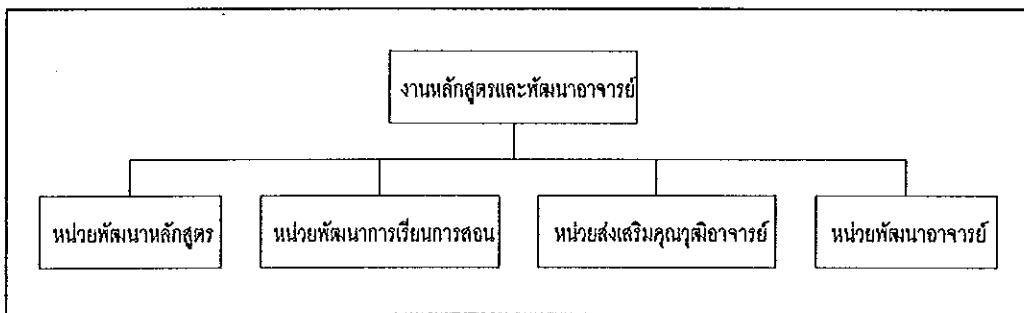 งานหลักสูตรและพัฒนาอาจารย์
หน่วยพัฒนาหลักสูตร
หน่วยพัฒนาการเรียนการสอน
หน่วยส่งเสริมคุณวุฒิอาจารย์
หน่วยพัฒนาอาจารย์